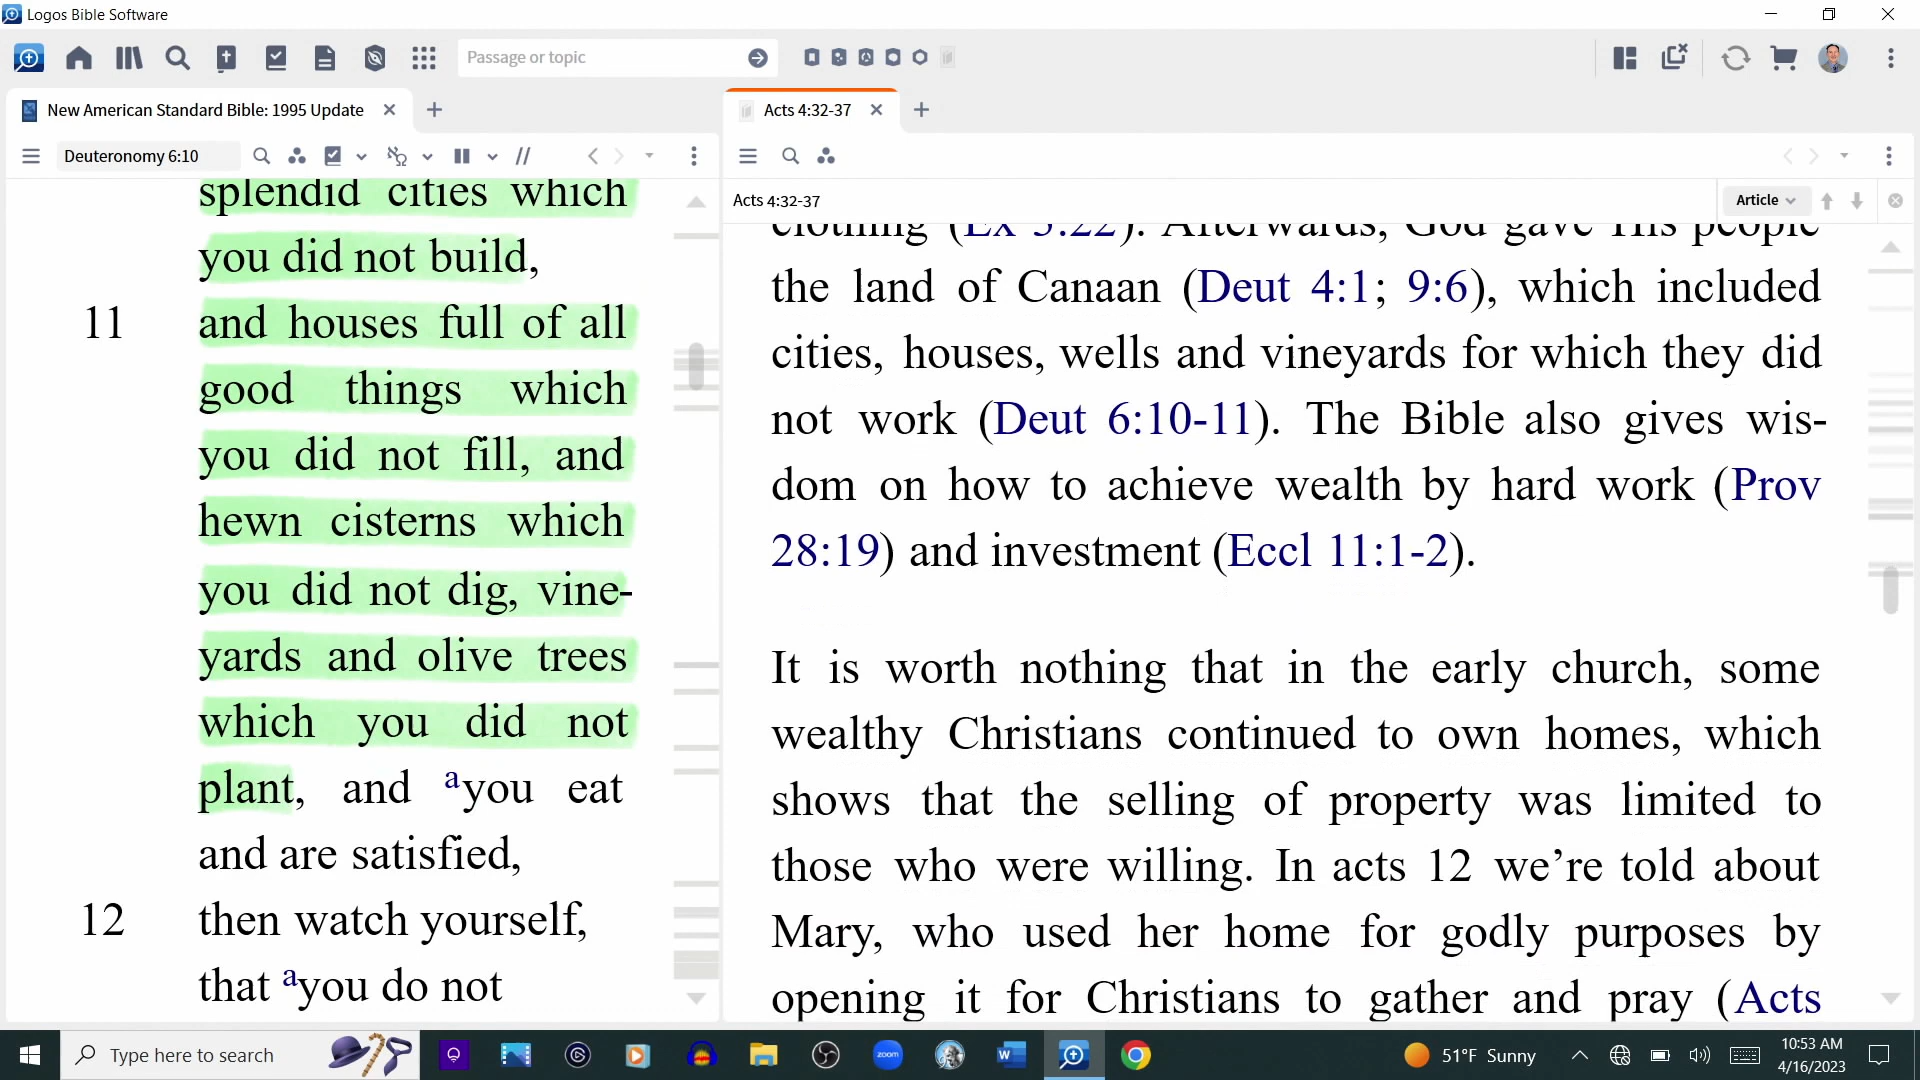 Logos Bible Software
Passage or topic
New American Standard Bible: 1995 Update
Acts 4:32-37
Deuteronomy 6:10
Acts 4:32-37
Article
splendid cities which
you did not build,
11 and houses full of all
good things which
you did not fill, and
hewn cisterns which
you did not dig, vine-
yards and olive trees
which you did not
plant, and ᵃyou eat
and are satisfied,
12 then watch yourself,
that ᵃyou do not
clothing (Ex 3:22). Afterwards, God gave His people
the land of Canaan (Deut 4:1; 9:6), which included
cities, houses, wells and vineyards for which they did
not work (Deut 6:10-11). The Bible also gives wis-
dom on how to achieve wealth by hard work (Prov
28:19) and investment (Eccl 11:1-2).
It is worth nothing that in the early church, some
wealthy Christians continued to own homes, which
shows that the selling of property was limited to
those who were willing. In acts 12 we’re told about
Mary, who used her home for godly purposes by
opening it for Christians to gather and pray (Acts
Type here to search
zoom
W
51°F Sunny
10:53 AM
4/16/2023